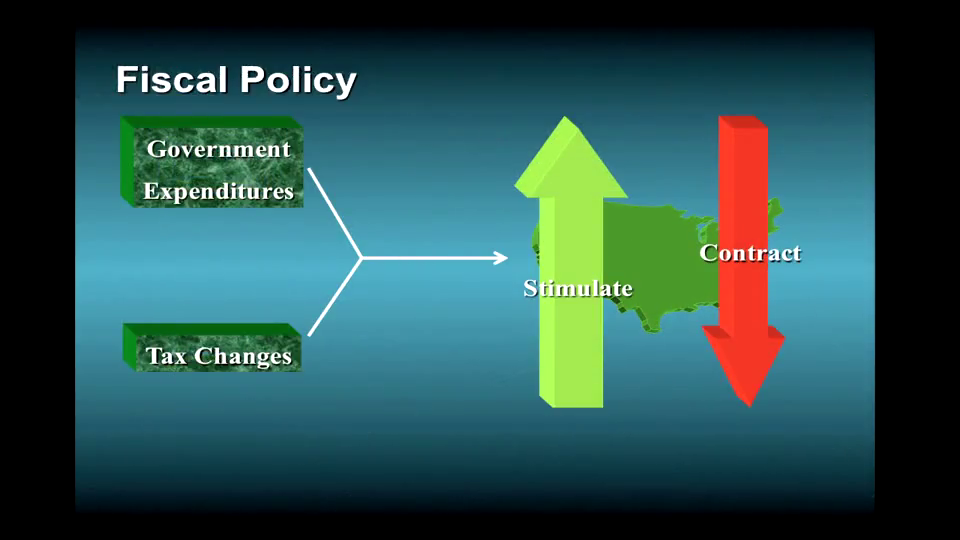 Fiscal Policy
Government
Expenditures
Contract
Stimulate
Tax Changes